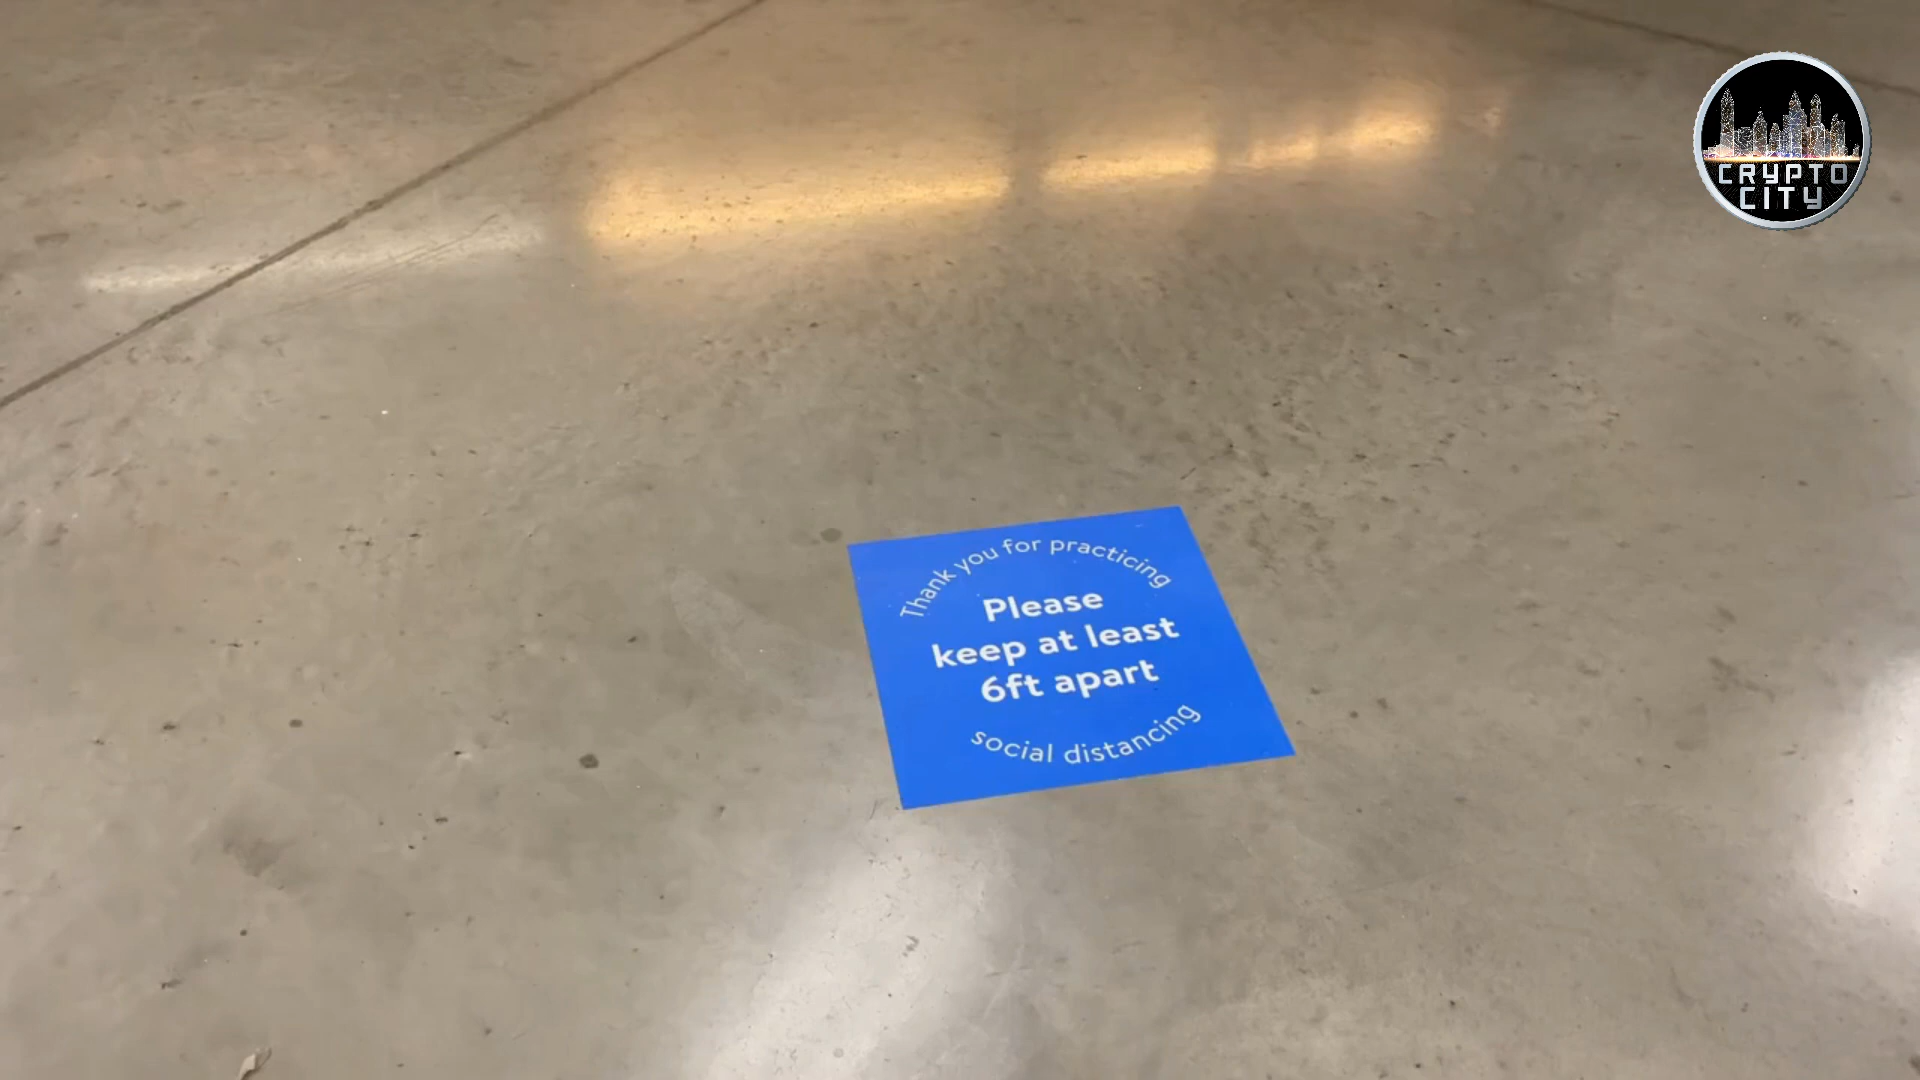 CRYPTO
CITY
Thank you for practicing
Please
keep at least
6ft apart
social distancing